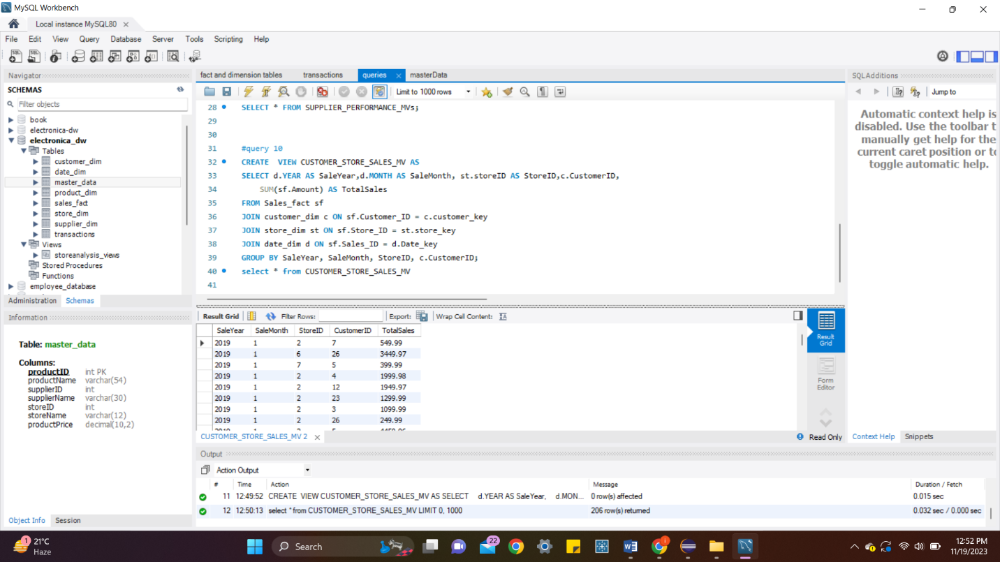 MySQL Workbench
Local instance MySQL80
File Edit View Query Database Server Tools Scripting Help
Navigator
SCHEMAS
Filter objects
book
electronica-dw
electronica_dw
Tables
customer_dim
date_dim
master_data
product_dim
sales_fact
store_dim
supplier_dim
transactions
Views
storeanalysis_views
Stored Procedures
Functions
employee_database
Administration Schemas
Information
Table: master_data
Columns:
productID int PK
productName varchar(54)
supplierID int
supplierName varchar(30)
storeID int
storeName varchar(12)
productPrice decimal(10,2)
Object Info Session
fact and dimension tables transactions queries masterData
Limit to 1000 rows
28 SELECT * FROM SUPPLIER_PERFORMANCE_MVs;
29
30
31 #query 10
32 CREATE VIEW CUSTOMER_STORE_SALES_MV AS
33 SELECT d.YEAR AS SaleYear,d.MONTH AS SaleMonth, st.storeID AS StoreID,c.CustomerID,
34 SUM(sf.Amount) AS TotalSales
35 FROM Sales_fact sf
36 JOIN customer_dim c ON sf.Customer_ID = c.customer_key
37 JOIN store_dim st ON sf.Store_ID = st.store_key
38 JOIN date_dim d ON sf.Sales_ID = d.Date_key
39 GROUP BY SaleYear, SaleMonth, StoreID, c.CustomerID;
40 select * from CUSTOMER_STORE_SALES_MV
41
Result Grid Filter Rows: Export: Wrap Cell Content:
SaleYear SaleMonth StoreID CustomerID TotalSales
2019 1 2 7 549.99
2019 1 6 26 3449.97
2019 1 7 5 399.99
2019 1 2 4 1999.98
2019 1 2 12 1949.97
2019 1 2 23 1299.99
2019 1 2 3 1099.99
2019 1 2 26 249.99
Result Grid
Form Editor
CUSTOMER_STORE_SALES_MV 2
Read Only
SQLAdditions
Jump to
Automatic context help is
disabled. Use the toolbar t
manually get help for the
current caret position or to
toggle automatic help.
Context Help Snippets
Output
Action Output
# Time Action Message Duration / Fetch
11 12:49:52 CREATE VIEW CUSTOMER_STORE_SALES_MV AS SELECT d.YEAR AS SaleYear, d.MON... 0 row(s) affected 0.015 sec
12 12:50:13 select * from CUSTOMER_STORE_SALES_MV LIMIT 0, 1000 206 row(s) returned 0.032 sec / 0.000 sec
1
21°C
Haze
Search
22
12:52 PM
11/19/2023